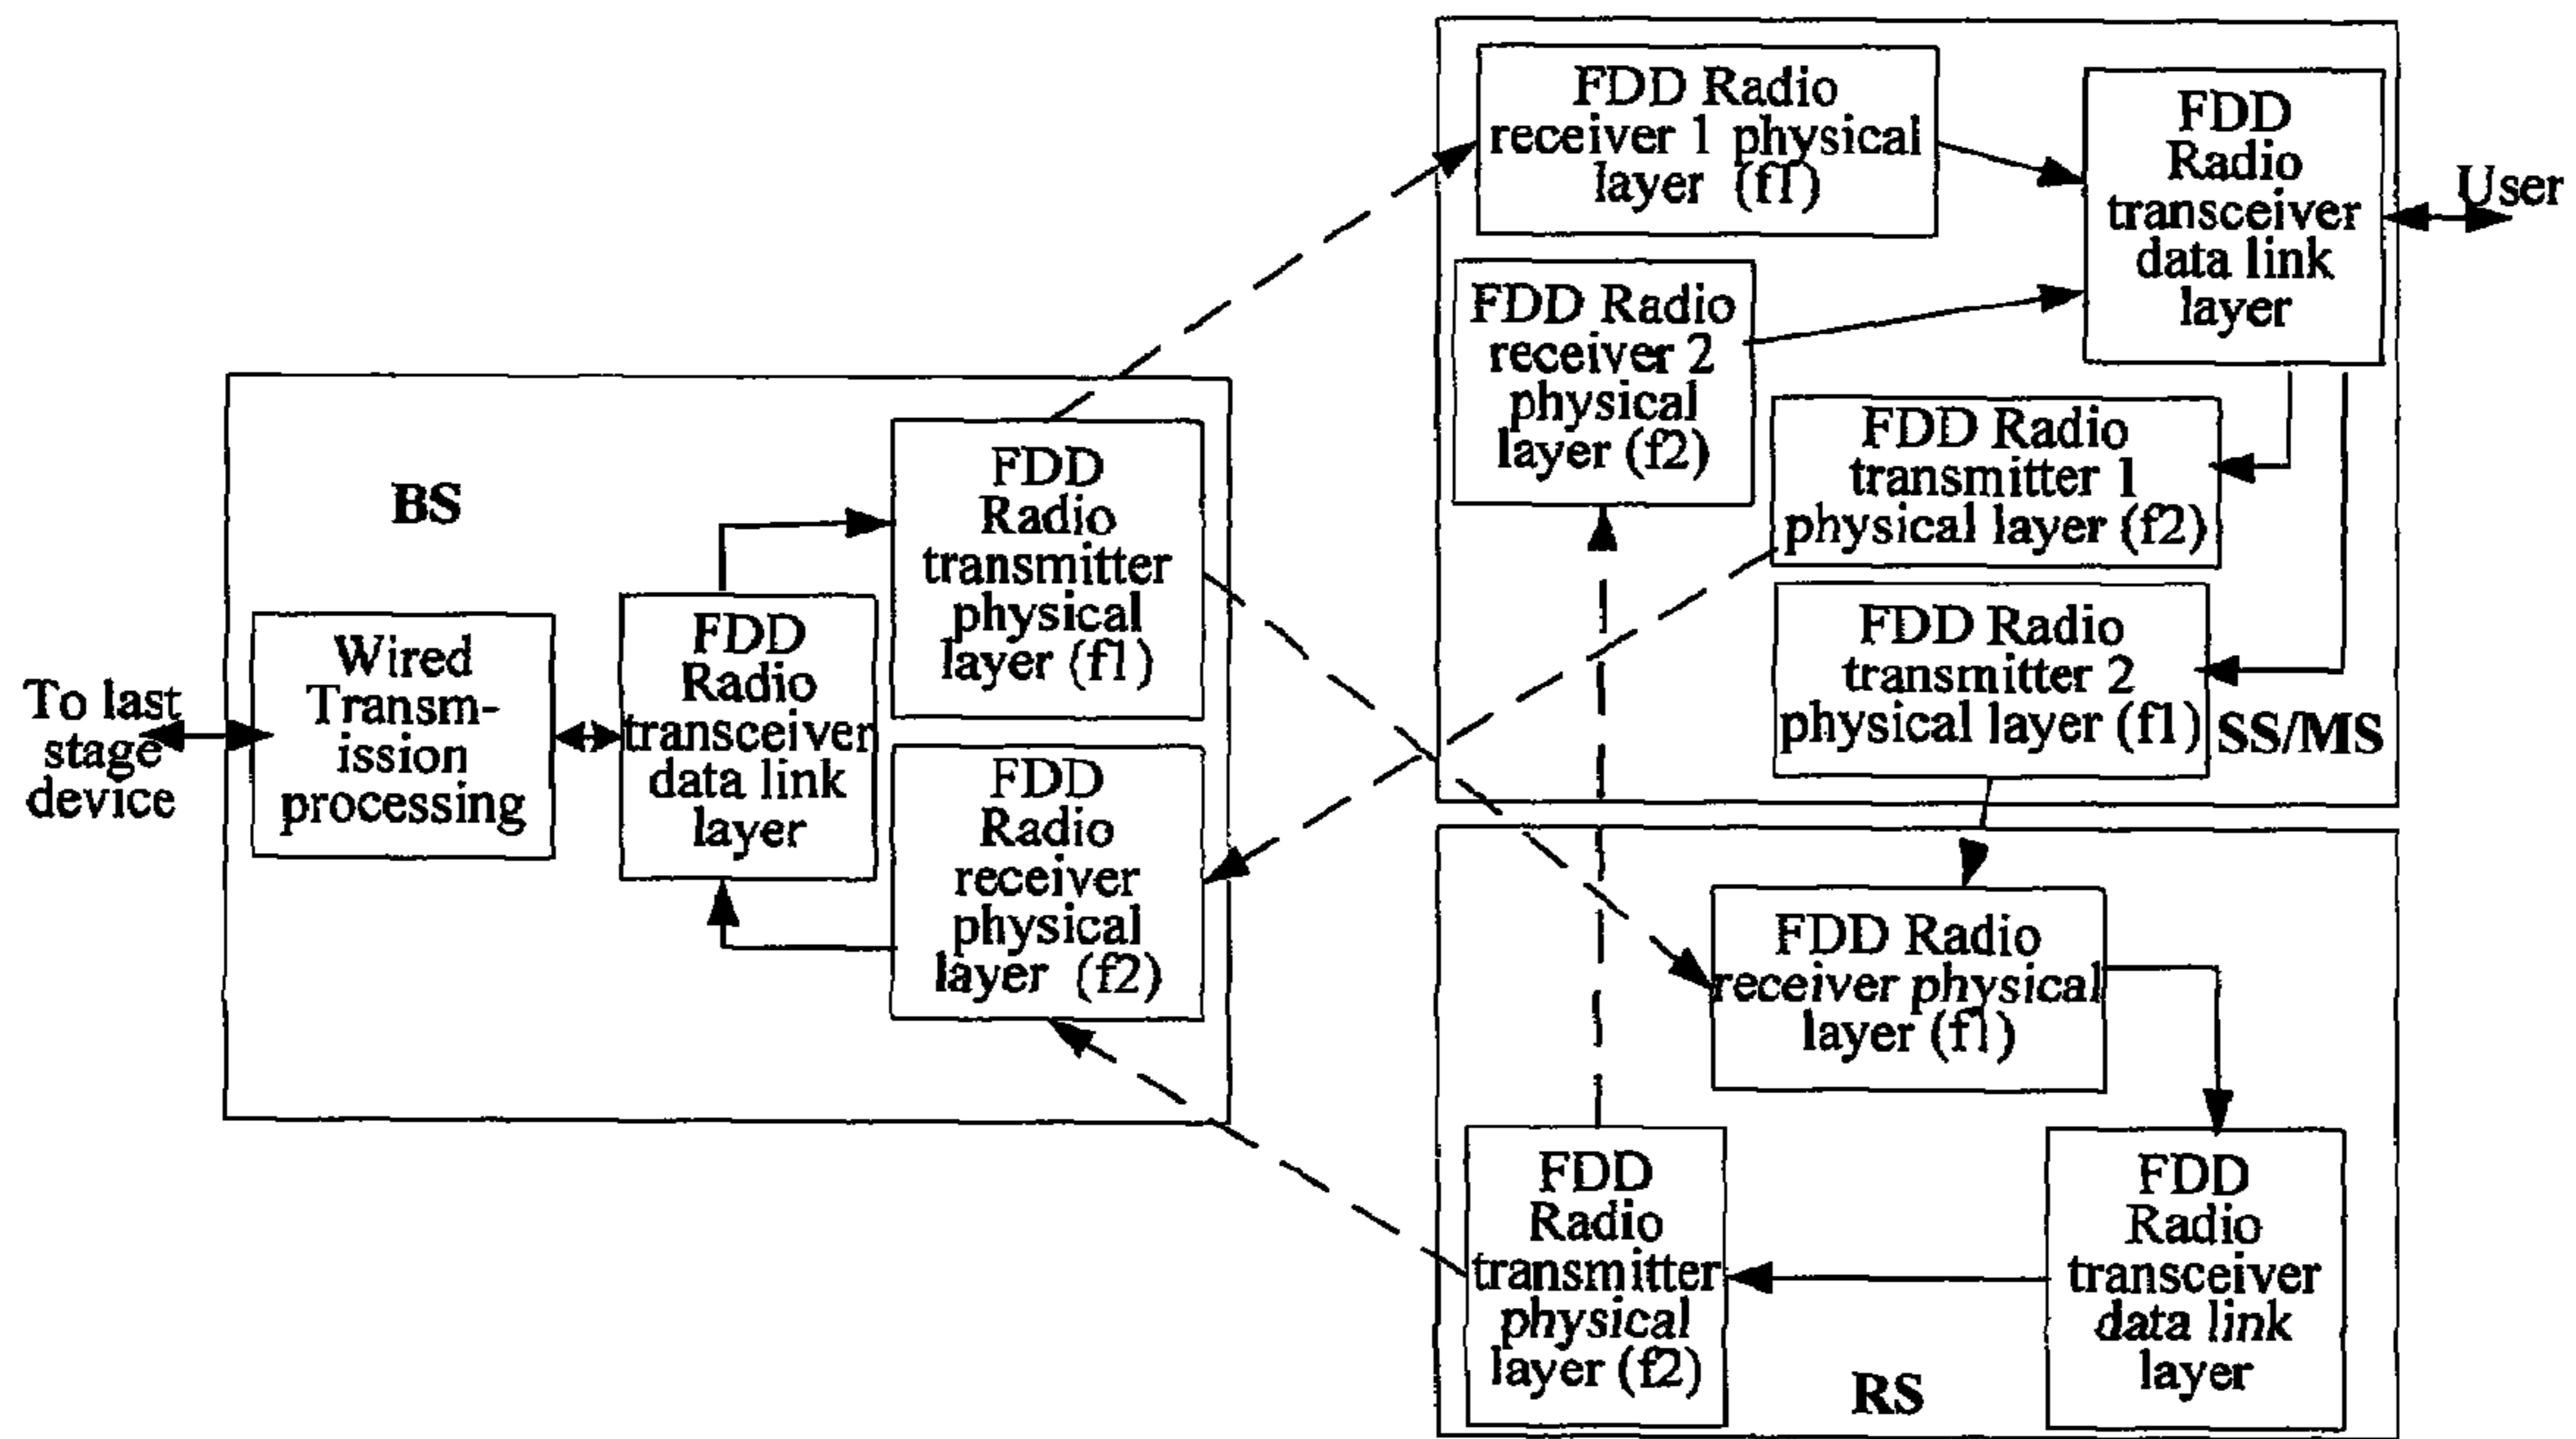 To last
stage
device
BS
Wired
Transm-
ission
processing
FDD
Radio
transceiver
data link
layer
FDD
Radio
transmitter
physical
layer (f1)
FDD
Radio
receiver
physical
layer (f2)
FDD Radio
receiver 1 physical
layer (f1)
FDD Radio
receiver 2
physical
layer (f2)
FDD
Radio
transceiver
data link
layer
User
FDD Radio
transmitter 1
physical layer (f2)
FDD Radio
transmitter 2
physical layer (f1)
SS/MS
FDD Radio
receiver physical
layer (f1)
FDD
Radio
transmitter
physical
layer (f2)
FDD
Radio
transceiver
data link
layer
RS